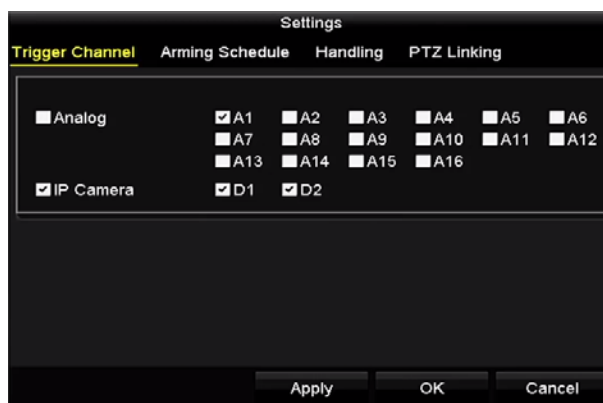 Settings
Trigger Channel Arming Schedule Handling PTZ Linking
Analog A1 A2 A3 A4 A5 A6
A7 A8 A9 A10 A11 A12
A13 A14 A15 A16
IP Camera D1 D2
Apply OK Cancel